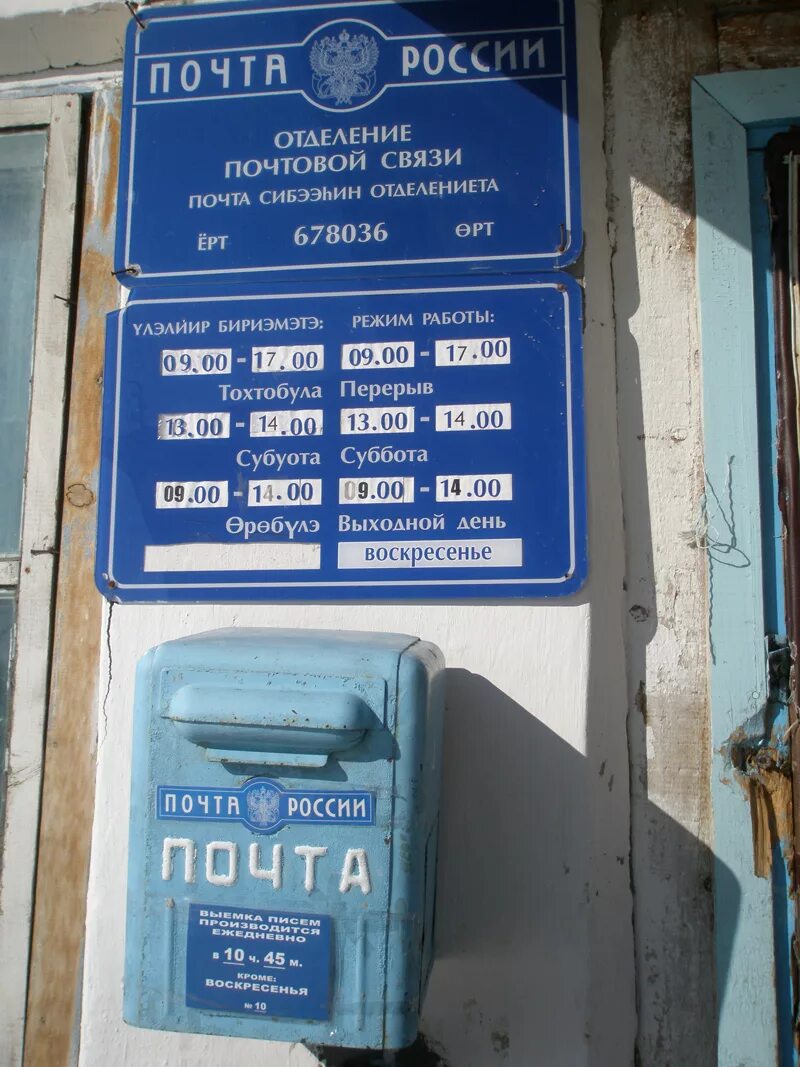 ПОЧТА РОССИИ
ОТДЕЛЕНИЕ
ПОЧТОВОЙ СВЯЗИ
ПОЧТА СИБЭЭҺИН ОТДЕЛЕНИЕТА
ЁРТ 678036 ӨРТ
ҮЛЭЛИИР БИРИЭМЭТЭ: РЕЖИМ РАБОТЫ:
09.00 - 17.00 09.00 - 17.00
Тохтобула Перерыв
13.00 - 14.00 13.00 - 14.00
Субуота Суббота
09.00 - 14.00 09.00 - 14.00
Өрөбүлэ Выходной день
воскресенье
ПОЧТА РОССИИ
ПОЧТА
ВЫЕМКА ПИСЕМ
ПРОИЗВОДИТСЯ
ЕЖЕДНЕВНО
в 10 ч. 45 м.
КРОМЕ:
ВОСКРЕСЕНЬЯ
№ 10